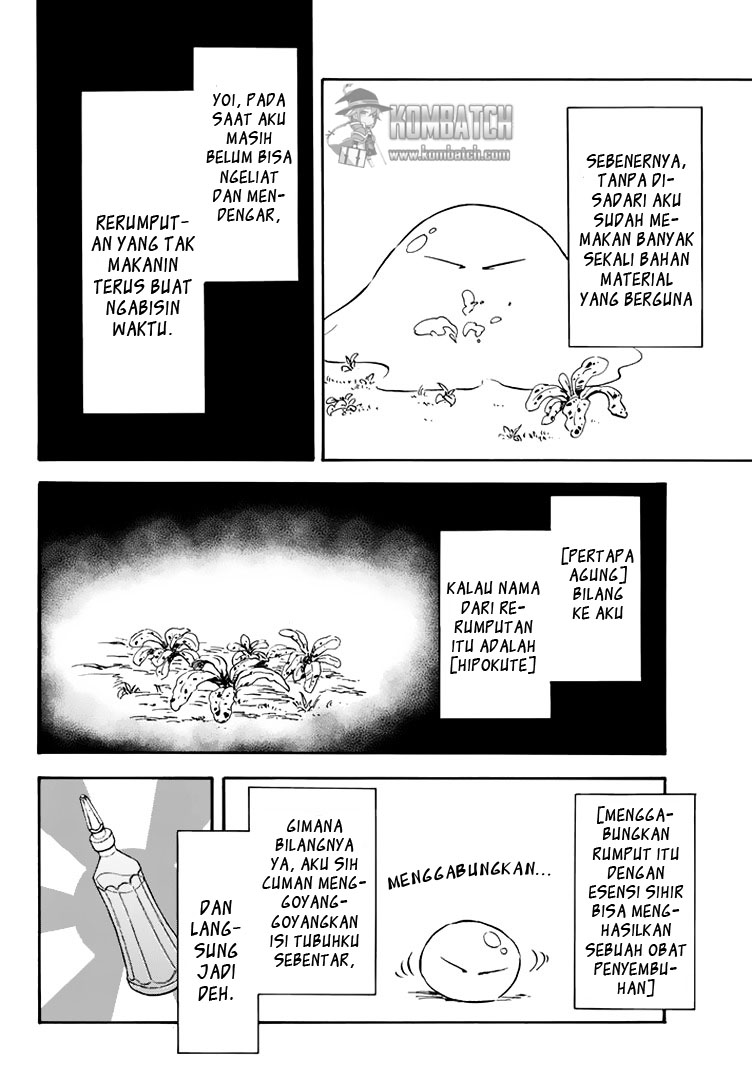 KOMBATCH
www.kombatch.com
SEBENERNYA,
TANPA DI-
SADARI AKU
SUDAH ME-
MAKAN BANYAK
SEKALI BAHAN
MATERIAL
YANG BERGUNA
YOI, PADA
SAAT AKU
MASIH
BELUM BISA
NGELIAT
DAN MEN-
DENGAR,
RERUMPUT-
AN YANG TAK
MAKANIN
TERUS BUAT
NGABISIN
WAKTU.
[PERTAPA
AGUNG]
BILANG
KE AKU
KALAU NAMA
DARI RE-
RUMPUTAN
ITU ADALAH
[HIPOKUTE]
[MENGGA-
BUNGKAN
RUMPUT ITU
DENGAN
ESENSI SIHIR
BISA MENG-
HASILKAN
SEBUAH OBAT
PENYEMBU-
HAN]
MENGGABUNGKAN...
GIMANA
BILANGNYA
YA, AKU SIH
CUMAN MENG-
GOYANG-
GOYANGKAN
ISI TUBUHKU
SEBENTAR,
DAN
LANG-
SUNG
JADI
DEH.